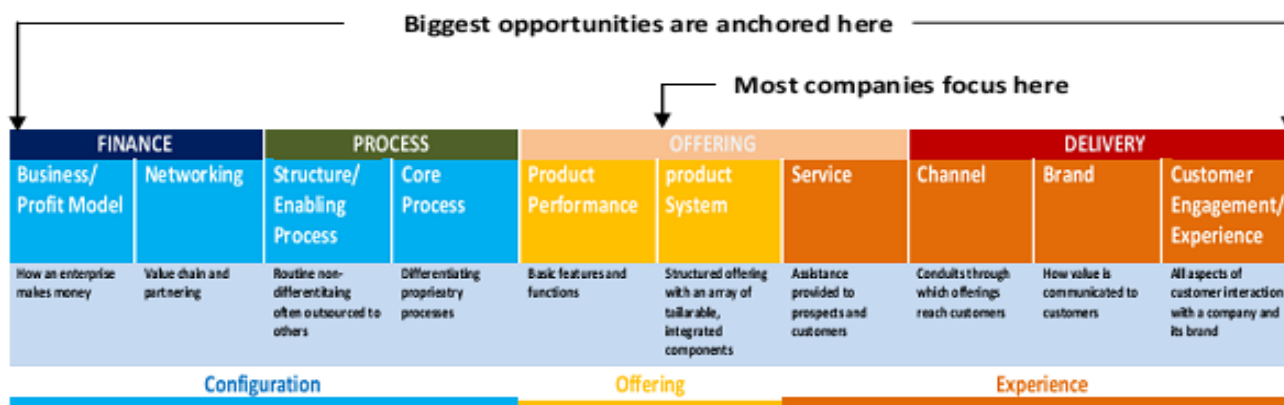 Biggest opportunities are anchored here
Most companies focus here
FINANCE
PROCESS
OFFERING
DELIVERY
Business/
Profit Model
Networking
Structure/
Enabling
Process
Core
Process
Product
Performance
product
System
Service
Channel
Brand
Customer
Engagement/
Experience
How an enterprise
makes money
Value chain and
partnering
Routine non-
differentitaing
often outsourced to
others
Differentiating
proprieatry
processes
Basic features and
functions
Structured offering
with an array of
tailarable,
integrated
components
Assistance
provided to
prospects and
customers
Conduits through
which offerings
reach customers
How value is
communicated to
customers
All aspects of
customer interaction
with a company and
its brand
Configuration
Offering
Experience